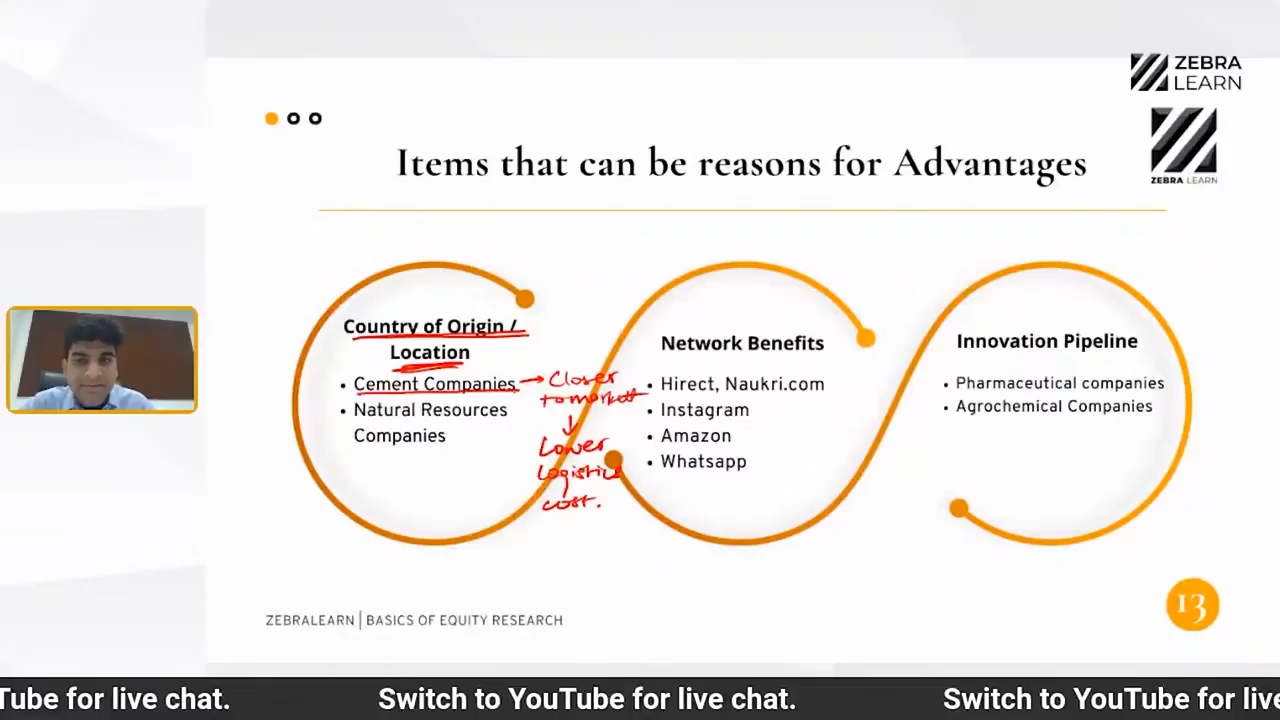 ZEBRA
LEARN
ZEBRA LEARN
Items that can be reasons for Advantages
Country of Origin /
Location
• Cement Companies
• Natural Resources
Companies
→ Closer
to market
↓
Lower
logistics
cost.
Network Benefits
• Hirect, Naukri.com
• Instagram
• Amazon
• Whatsapp
Innovation Pipeline
• Pharmaceutical companies
• Agrochemical Companies
ZEBRALEARN | BASICS OF EQUITY RESEARCH
13
Tube for live chat. Switch to YouTube for live chat. Switch to YouTube for live